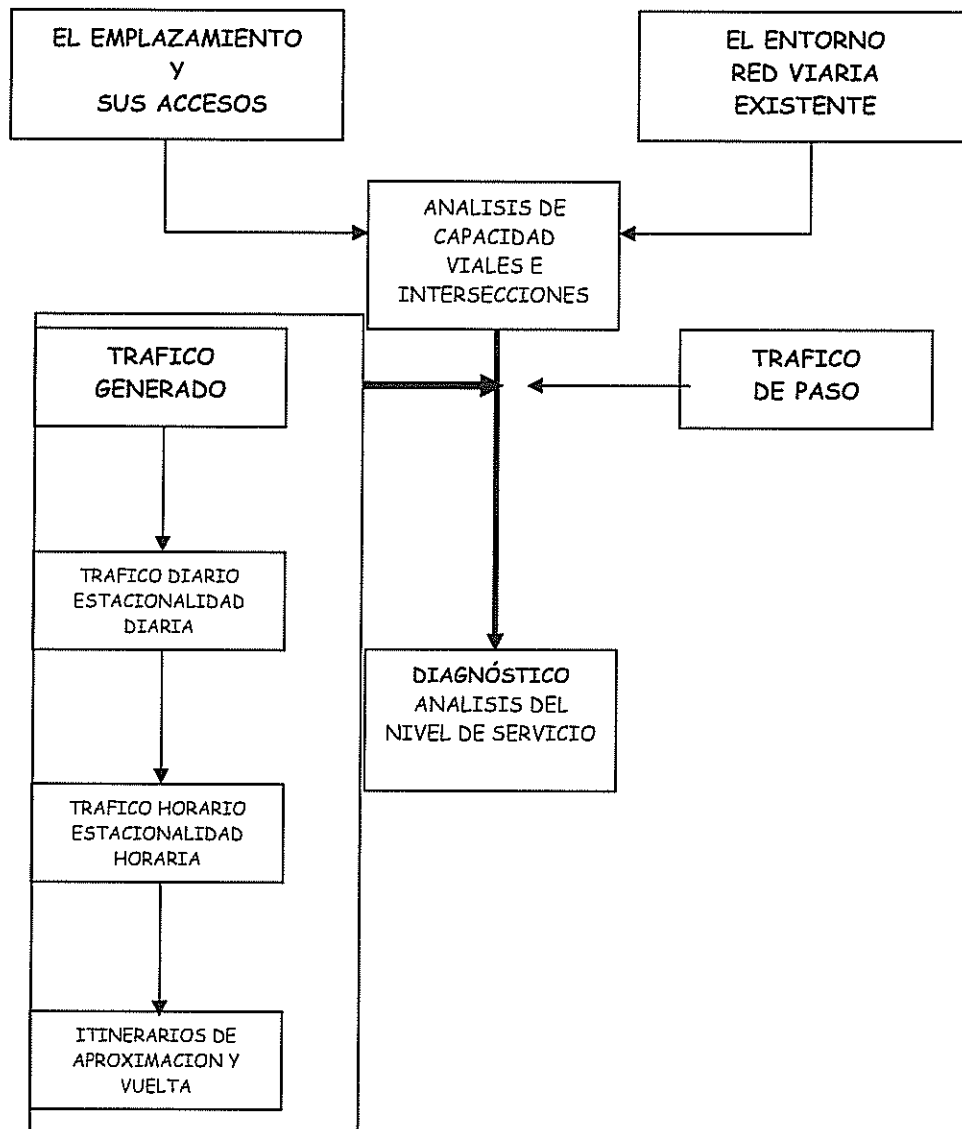 EL EMPLAZAMIENTO
Y
SUS ACCESOS
EL ENTORNO
RED VIARIA
EXISTENTE
ANALISIS DE
CAPACIDAD
VIALES E
INTERSECCIONES
TRAFICO
GENERADO
TRAFICO
DE PASO
TRAFICO DIARIO
ESTACIONALIDAD
DIARIA
DIAGNÓSTICO
ANALISIS DEL
NIVEL DE SERVICIO
TRAFICO HORARIO
ESTACIONALIDAD
HORARIA
ITINERARIOS DE
APROXIMACION Y
VUELTA